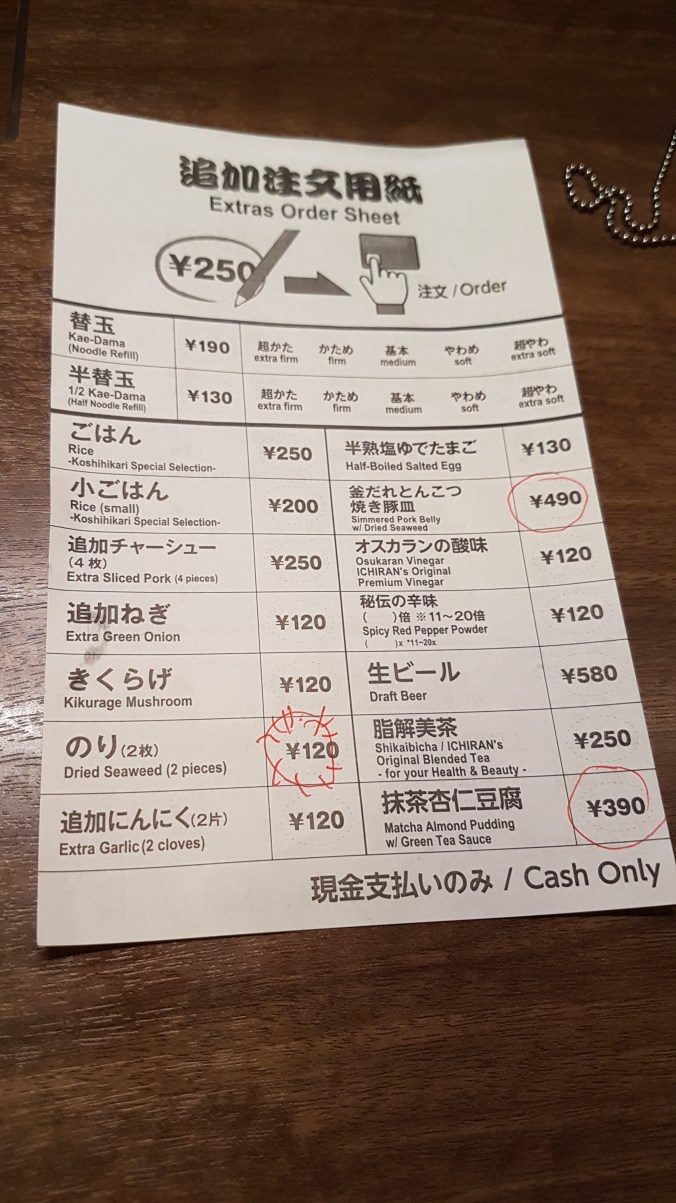 追加注文用紙
Extras Order Sheet
¥250
注文 / Order
替玉
Kae-Dama
(Noodle Refill)
¥190
超かた
extra firm
かため
firm
基本
medium
やわめ
soft
超やわ
extra soft
半替玉
1/2 Kae-Dama
(Half Noodle Refill)
¥130
超かた
extra firm
かため
firm
基本
medium
やわめ
soft
超やわ
extra soft
ごはん
Rice
-Koshihikari Special Selection-
¥250
半熟塩ゆでたまご
Half-Boiled Salted Egg
¥130
小ごはん
Rice (small)
-Koshihikari Special Selection-
¥200
釜だれとんこつ
焼き豚皿
Simmered Pork Belly
w/ Dried Seaweed
¥490
追加チャーシュー
(4枚)
Extra Sliced Pork (4 pieces)
¥250
オスカランの酸味
Osukaran Vinegar
ICHIRAN's Original
Premium Vinegar
¥120
追加ねぎ
Extra Green Onion
¥120
秘伝の辛味
( )倍 ※11〜20倍
Spicy Red Pepper Powder
( )x *11~20x
¥120
きくらげ
Kikurage Mushroom
¥120
生ビール
Draft Beer
¥580
のり(2枚)
Dried Seaweed (2 pieces)
¥120
脂解美茶
Shikaibicha / ICHIRAN's
Original Blended Tea
- for your Health & Beauty -
¥250
追加にんにく(2片)
Extra Garlic (2 cloves)
¥120
抹茶杏仁豆腐
Matcha Almond Pudding
w/ Green Tea Sauce
¥390
現金支払いのみ / Cash Only